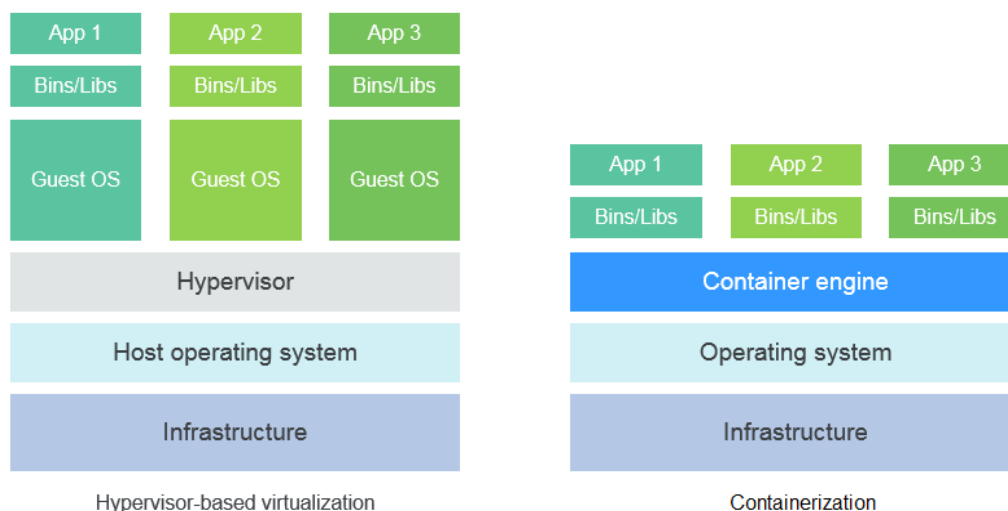 App 1
App 2
App 3
Bins/Libs
Bins/Libs
Bins/Libs
Guest OS
Guest OS
Guest OS
Hypervisor
Host operating system
Infrastructure
Hypervisor-based virtualization
App 1
App 2
App 3
Bins/Libs
Bins/Libs
Bins/Libs
Container engine
Operating system
Infrastructure
Containerization